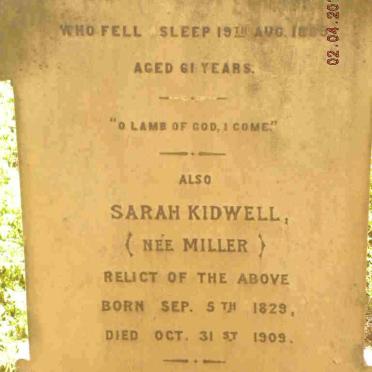 WHO FELL SLEEP 19TH AUG.
AGED 61 YEARS.
"O LAMB OF GOD, I COME."
ALSO
SARAH KIDWELL,
(NÉE MILLER)
RELICT OF THE ABOVE
BORN SEP. 5TH 1829,
DIED OCT. 31ST 1909.